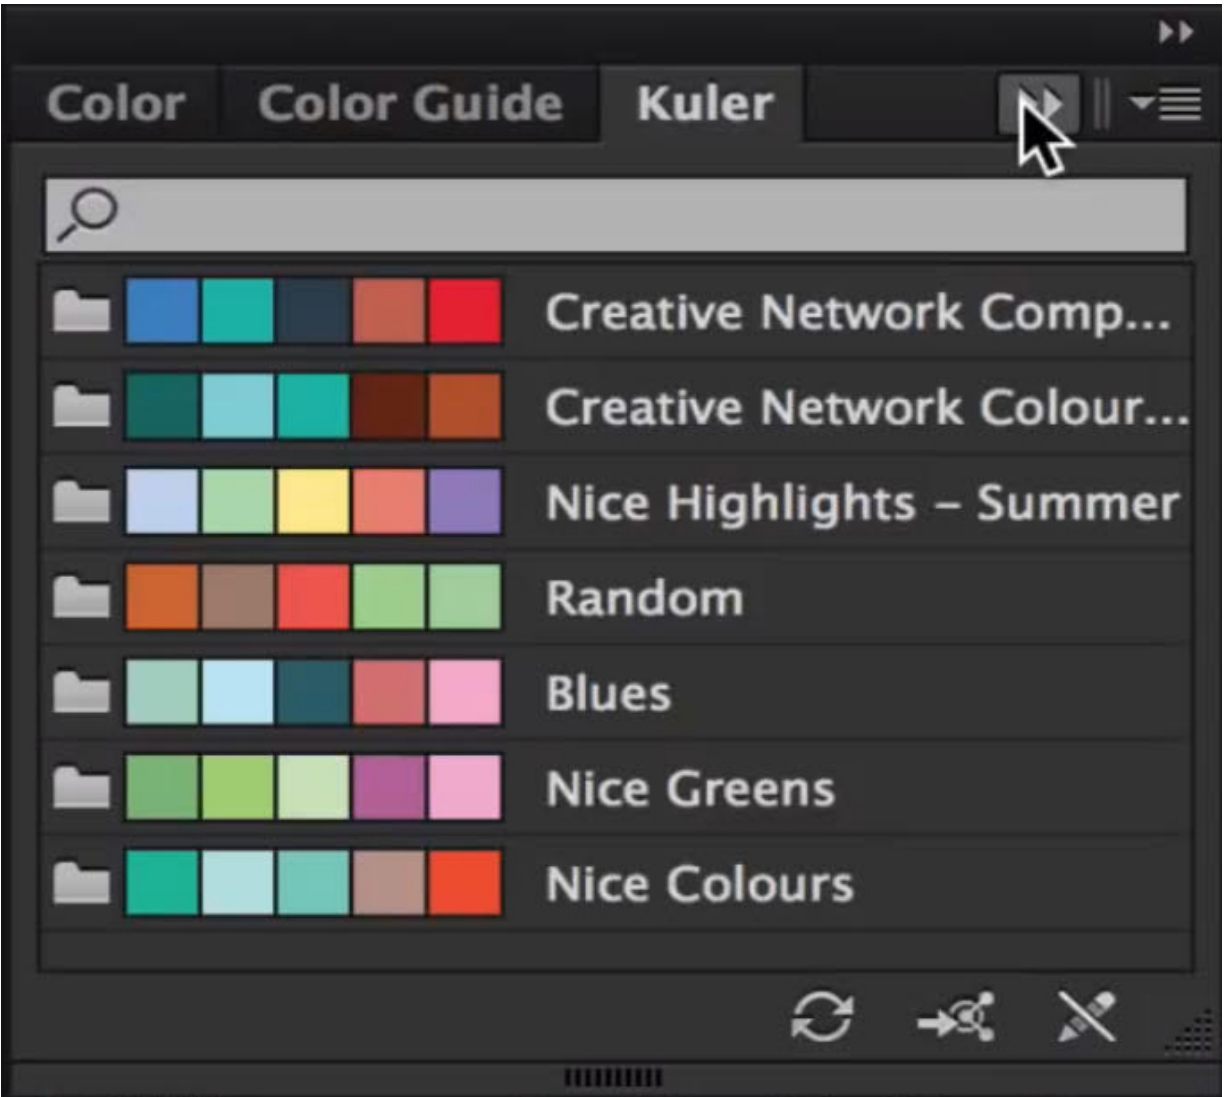 Color Color Guide Kuler
Creative Network Comp...
Creative Network Colour...
Nice Highlights – Summer
Random
Blues
Nice Greens
Nice Colours